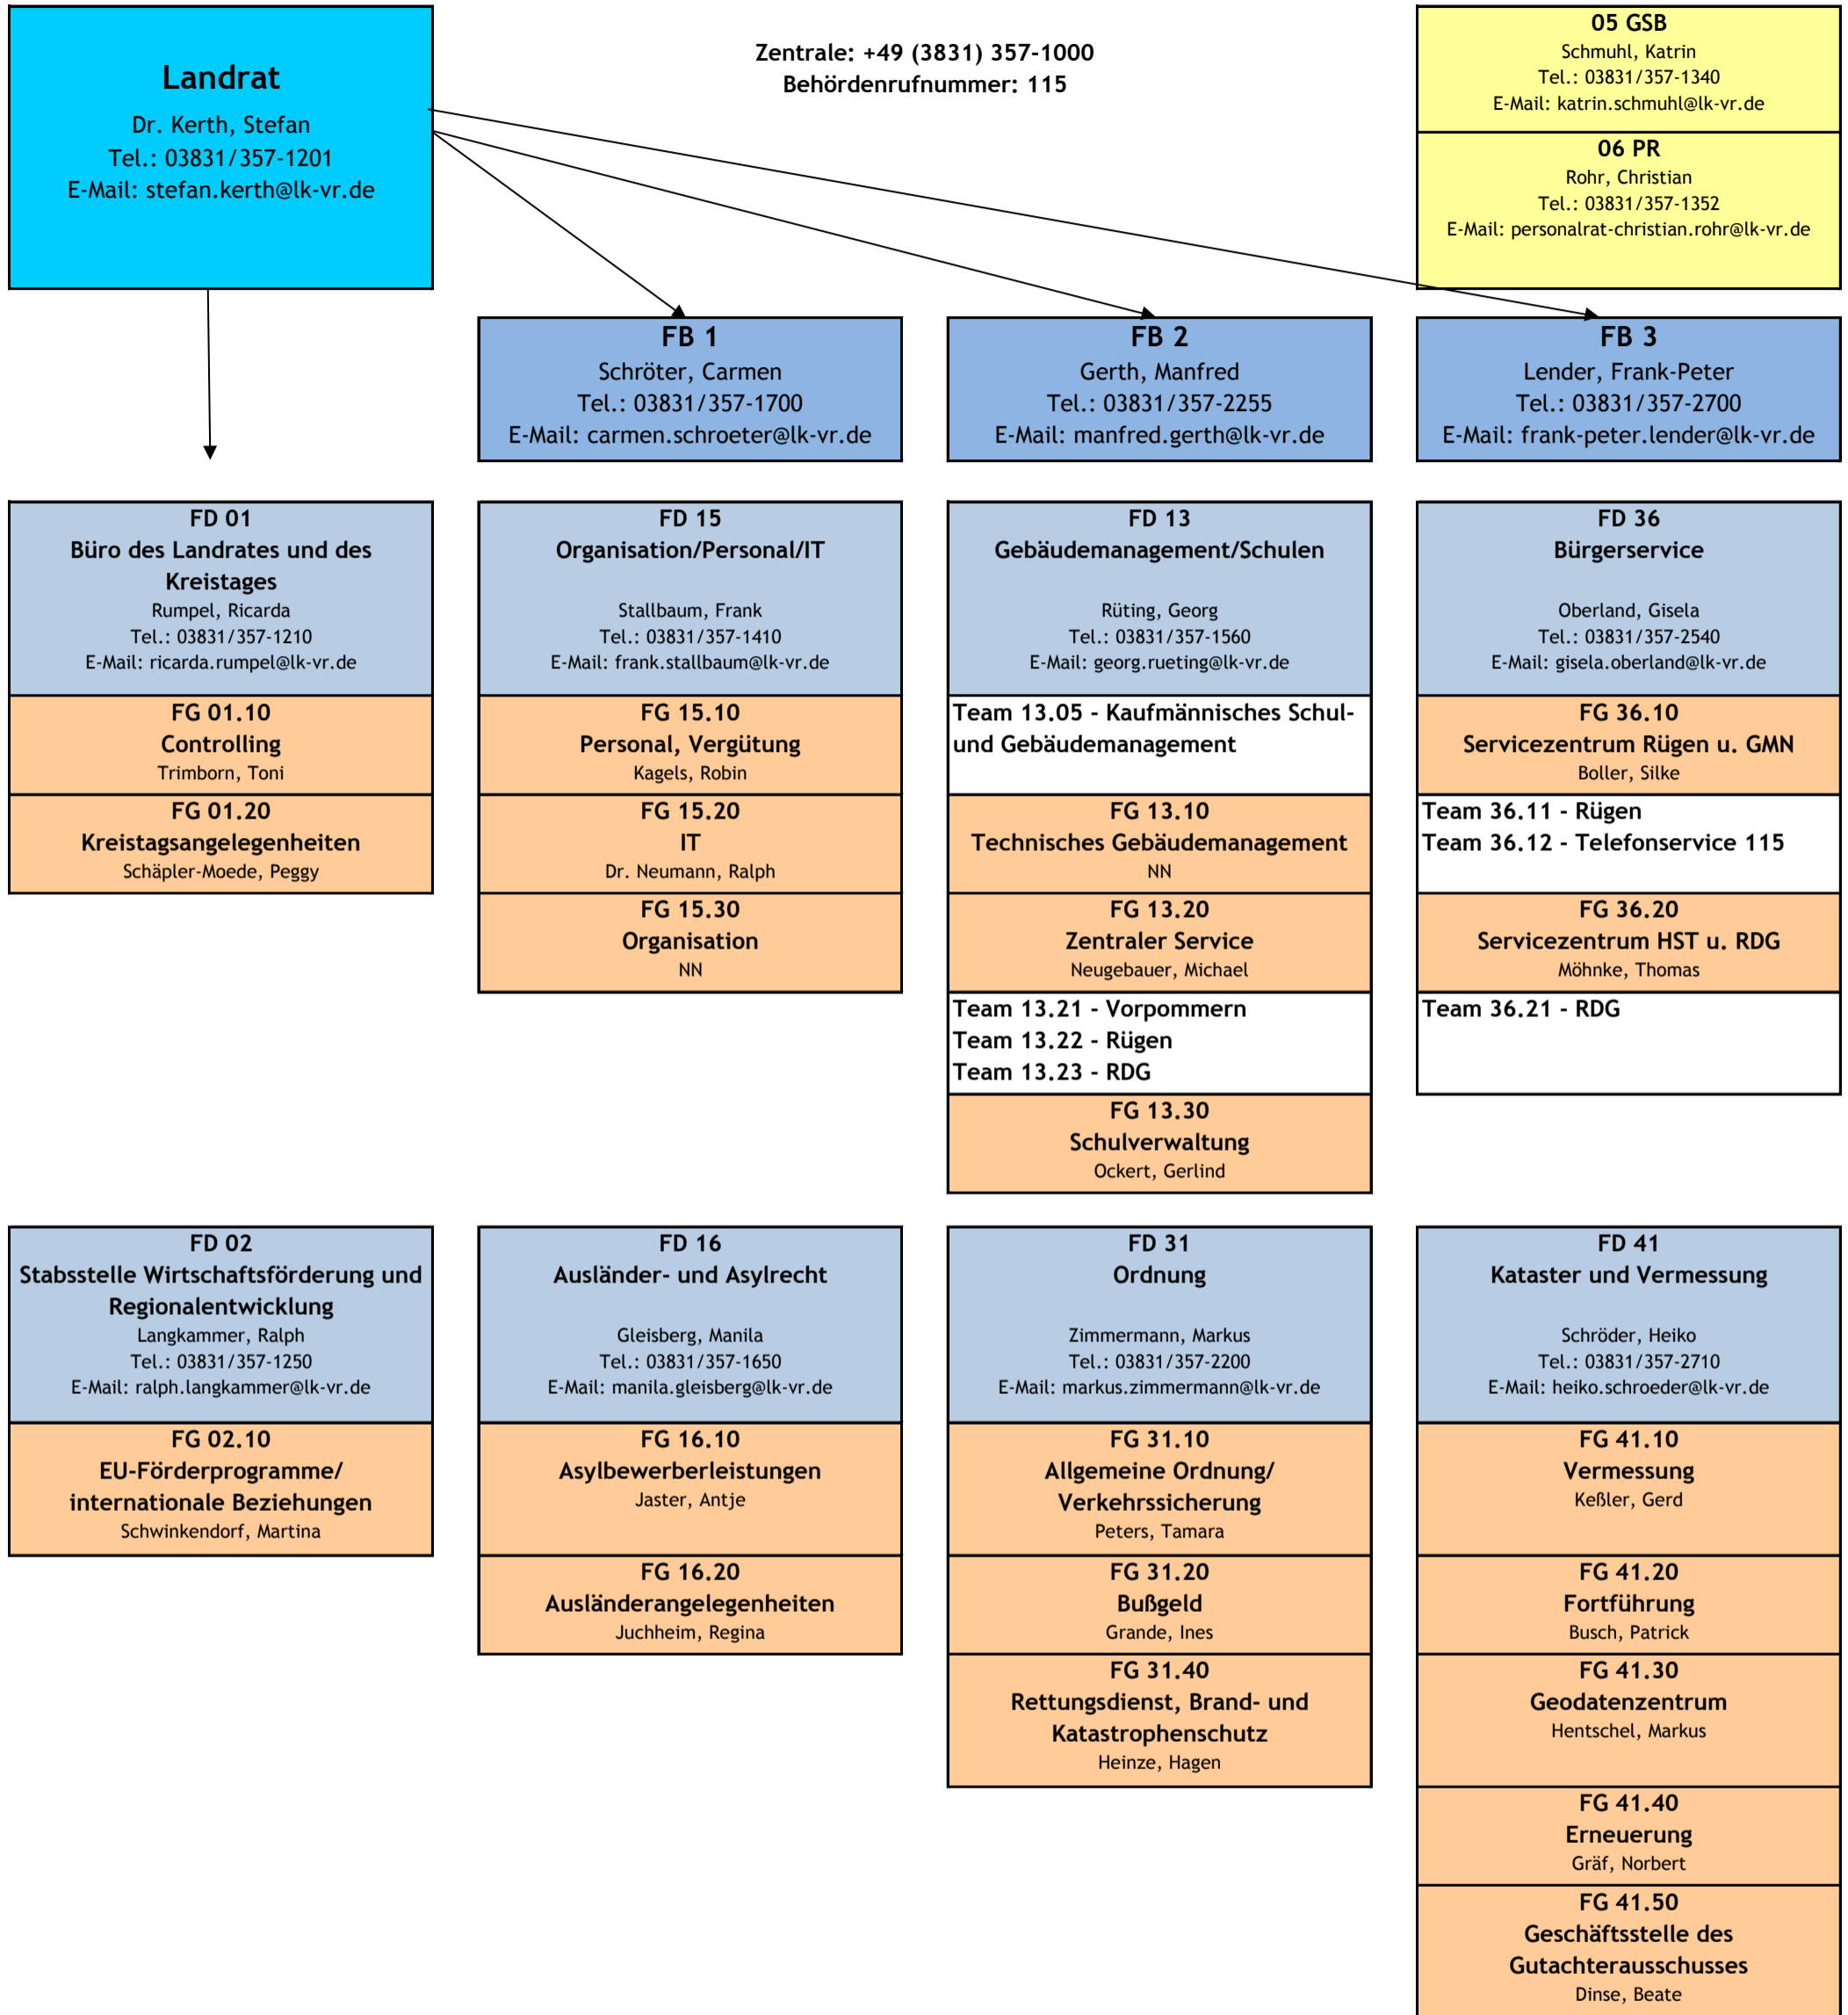 Landrat
Dr. Kerth, Stefan
Tel.: 03831/357-1201
E-Mail: stefan.kerth@lk-vr.de
Zentrale: +49 (3831) 357-1000
Behördenrufnummer: 115
05 GSB
Schmuhl, Katrin
Tel.: 03831/357-1340
E-Mail: katrin.schmuhl@lk-vr.de
06 PR
Rohr, Christian
Tel.: 03831/357-1352
E-Mail: personalrat-christian.rohr@lk-vr.de
FB 1
Schröter, Carmen
Tel.: 03831/357-1700
E-Mail: carmen.schroeter@lk-vr.de
FB 2
Gerth, Manfred
Tel.: 03831/357-2255
E-Mail: manfred.gerth@lk-vr.de
FB 3
Lender, Frank-Peter
Tel.: 03831/357-2700
E-Mail: frank-peter.lender@lk-vr.de
FD 01
Büro des Landrates und des
Kreistages
Rumpel, Ricarda
Tel.: 03831/357-1210
E-Mail: ricarda.rumpel@lk-vr.de
FG 01.10
Controlling
Trimborn, Toni
FG 01.20
Kreistagsangelegenheiten
Schäpler-Moede, Peggy
FD 15
Organisation/Personal/IT
Stallbaum, Frank
Tel.: 03831/357-1410
E-Mail: frank.stallbaum@lk-vr.de
FG 15.10
Personal, Vergütung
Kagels, Robin
FG 15.20
IT
Dr. Neumann, Ralph
FG 15.30
Organisation
NN
FD 13
Gebäudemanagement/Schulen
Rüting, Georg
Tel.: 03831/357-1560
E-Mail: georg.rueting@lk-vr.de
Team 13.05 - Kaufmännisches Schul-
und Gebäudemanagement
FG 13.10
Technisches Gebäudemanagement
NN
FG 13.20
Zentraler Service
Neugebauer, Michael
Team 13.21 - Vorpommern
Team 13.22 - Rügen
Team 13.23 - RDG
FG 13.30
Schulverwaltung
Ockert, Gerlind
FD 36
Bürgerservice
Oberland, Gisela
Tel.: 03831/357-2540
E-Mail: gisela.oberland@lk-vr.de
FG 36.10
Servicezentrum Rügen u. GMN
Boller, Silke
Team 36.11 - Rügen
Team 36.12 - Telefonservice 115
FG 36.20
Servicezentrum HST u. RDG
Möhnke, Thomas
Team 36.21 - RDG
FD 02
Stabsstelle Wirtschaftsförderung und
Regionalentwicklung
Langkammer, Ralph
Tel.: 03831/357-1250
E-Mail: ralph.langkammer@lk-vr.de
FG 02.10
EU-Förderprogramme/
internationale Beziehungen
Schwinkendorf, Martina
FD 16
Ausländer- und Asylrecht
Gleisberg, Manila
Tel.: 03831/357-1650
E-Mail: manila.gleisberg@lk-vr.de
FG 16.10
Asylbewerberleistungen
Jaster, Antje
FG 16.20
Ausländerangelegenheiten
Juchheim, Regina
FD 31
Ordnung
Zimmermann, Markus
Tel.: 03831/357-2200
E-Mail: markus.zimmermann@lk-vr.de
FG 31.10
Allgemeine Ordnung/
Verkehrssicherung
Peters, Tamara
FG 31.20
Bußgeld
Grande, Ines
FG 31.40
Rettungsdienst, Brand- und
Katastrophenschutz
Heinze, Hagen
FD 41
Kataster und Vermessung
Schröder, Heiko
Tel.: 03831/357-2710
E-Mail: heiko.schroeder@lk-vr.de
FG 41.10
Vermessung
Keßler, Gerd
FG 41.20
Fortführung
Busch, Patrick
FG 41.30
Geodatenzentrum
Hentschel, Markus
FG 41.40
Erneuerung
Gräf, Norbert
FG 41.50
Geschäftsstelle des
Gutachterausschusses
Dinse, Beate